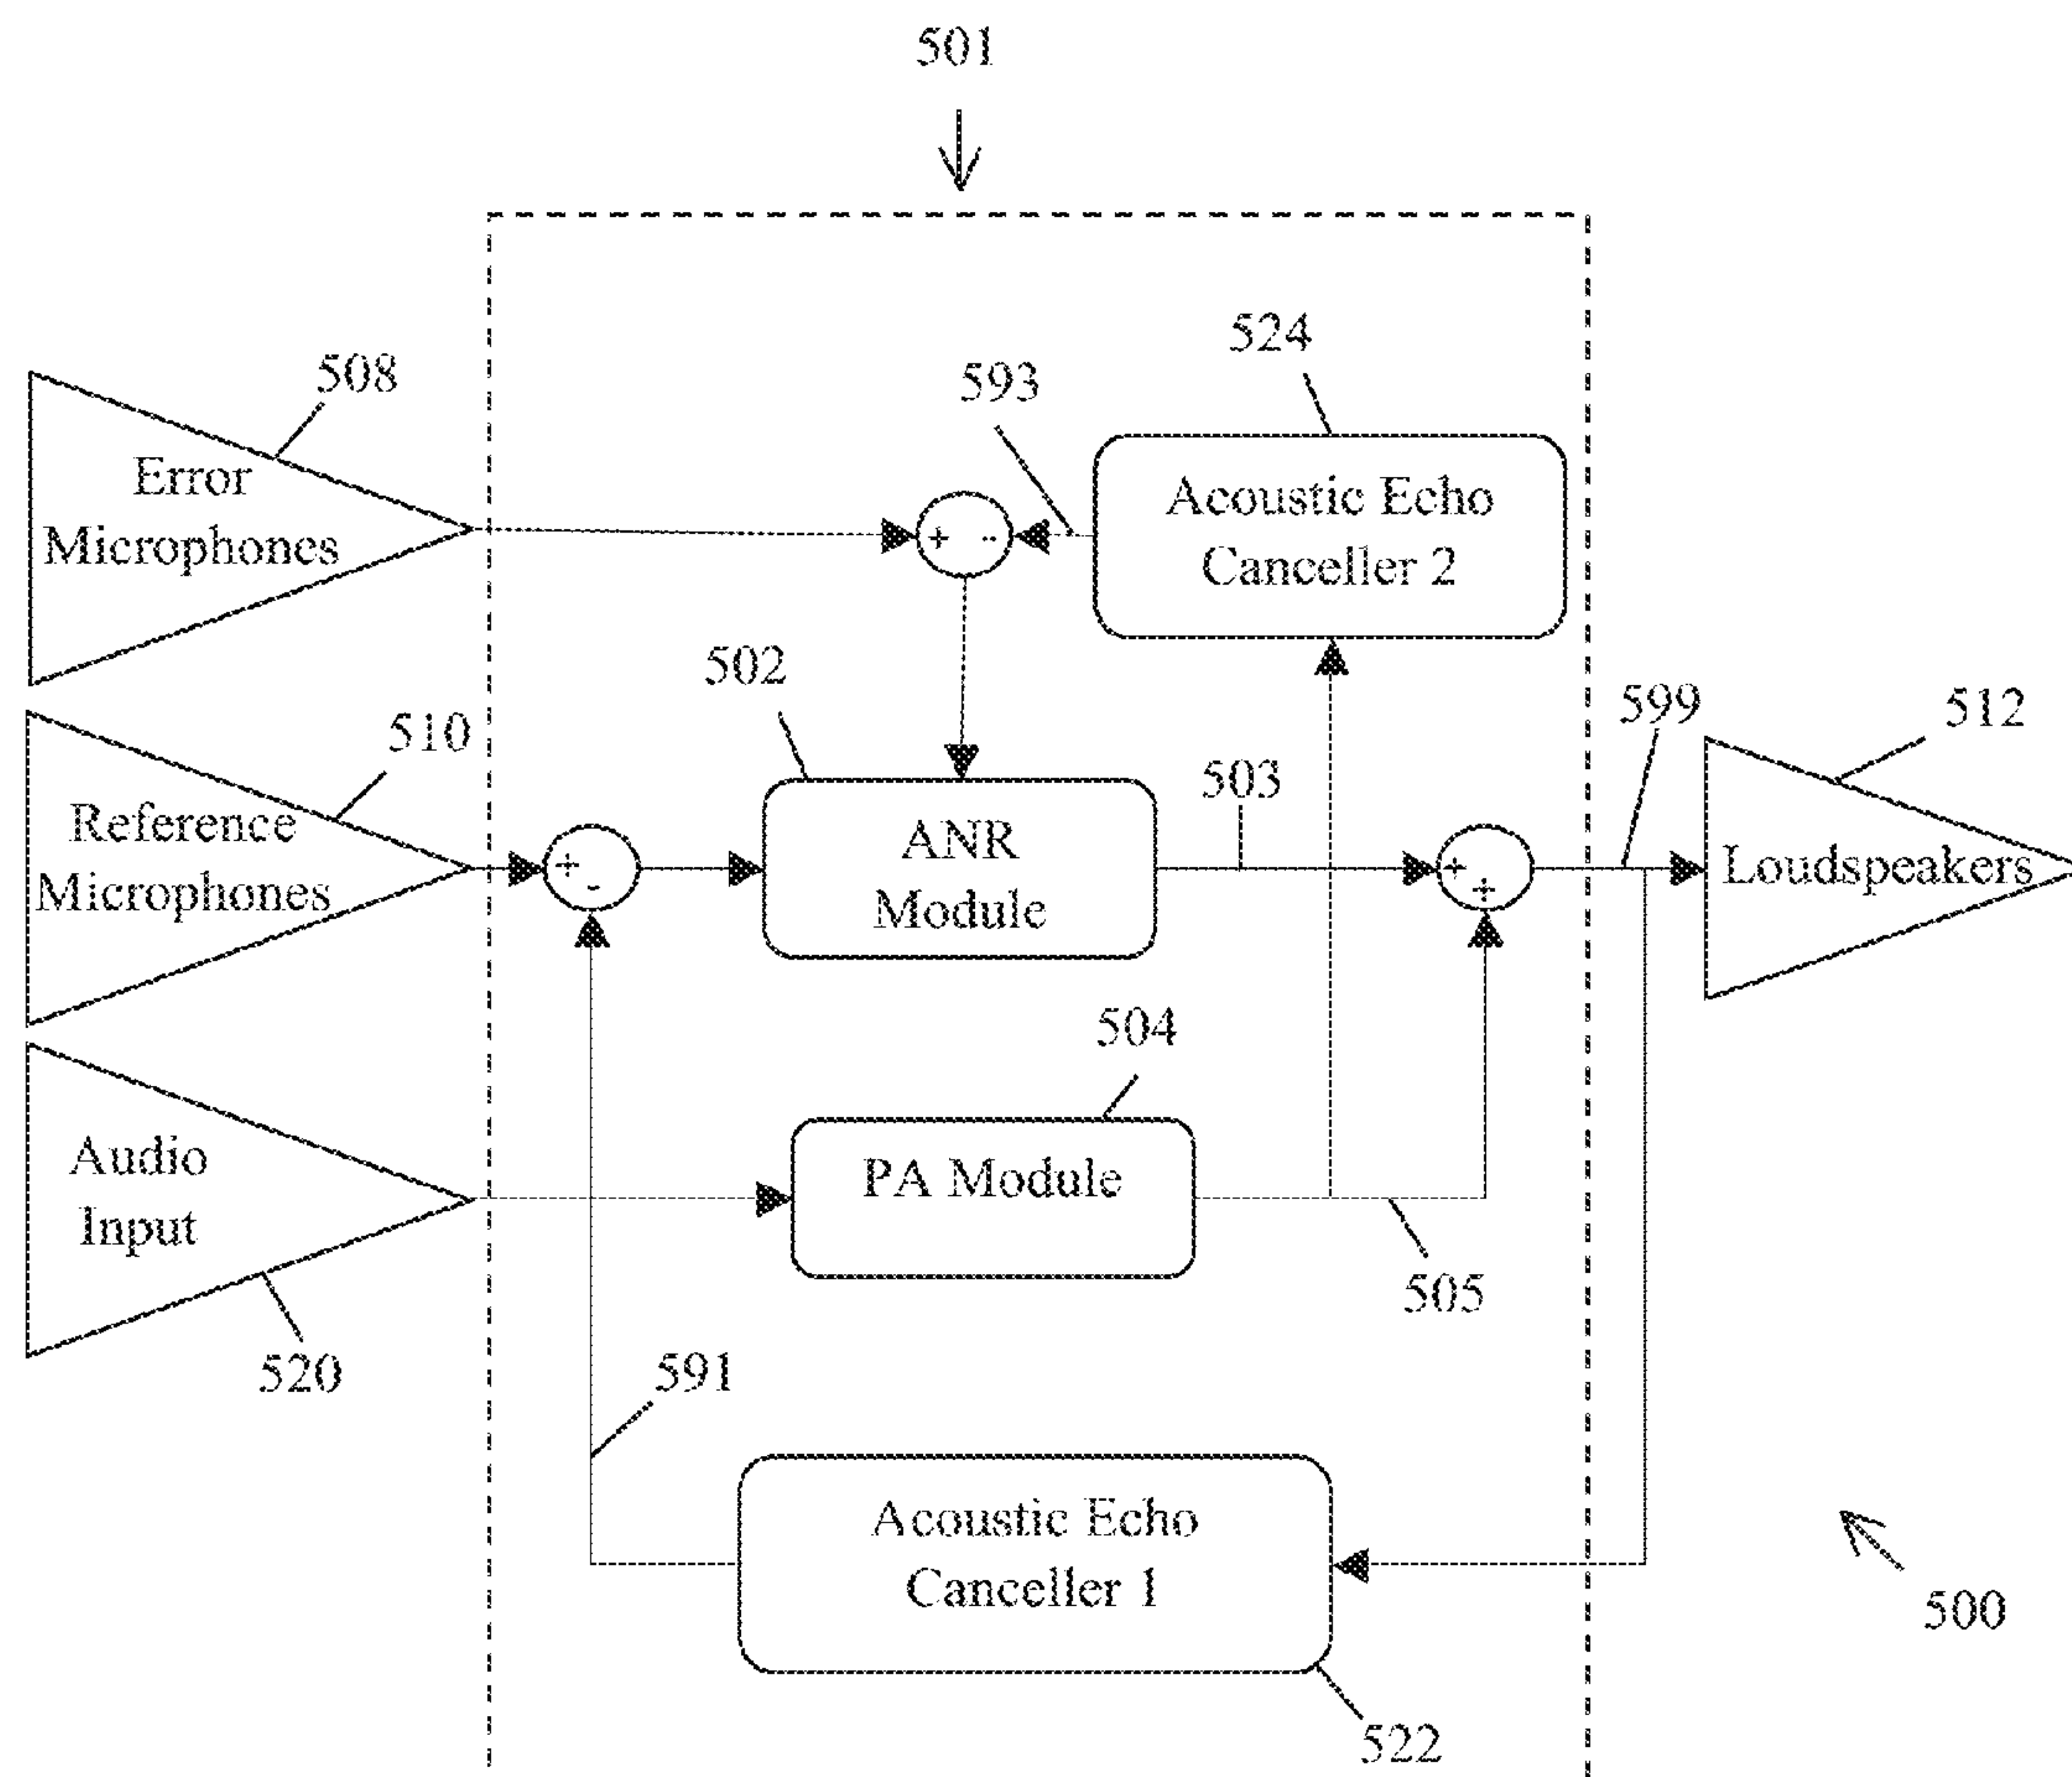 501
508
Error
Microphones
593
524
Acoustic Echo
Canceller 2
+
-
502
510
Reference
Microphones
+
-
ANR
Module
503
+
+
599
512
Loudspeakers
504
Audio
Input
PA Module
505
520
591
Acoustic Echo
Canceller 1
500
522